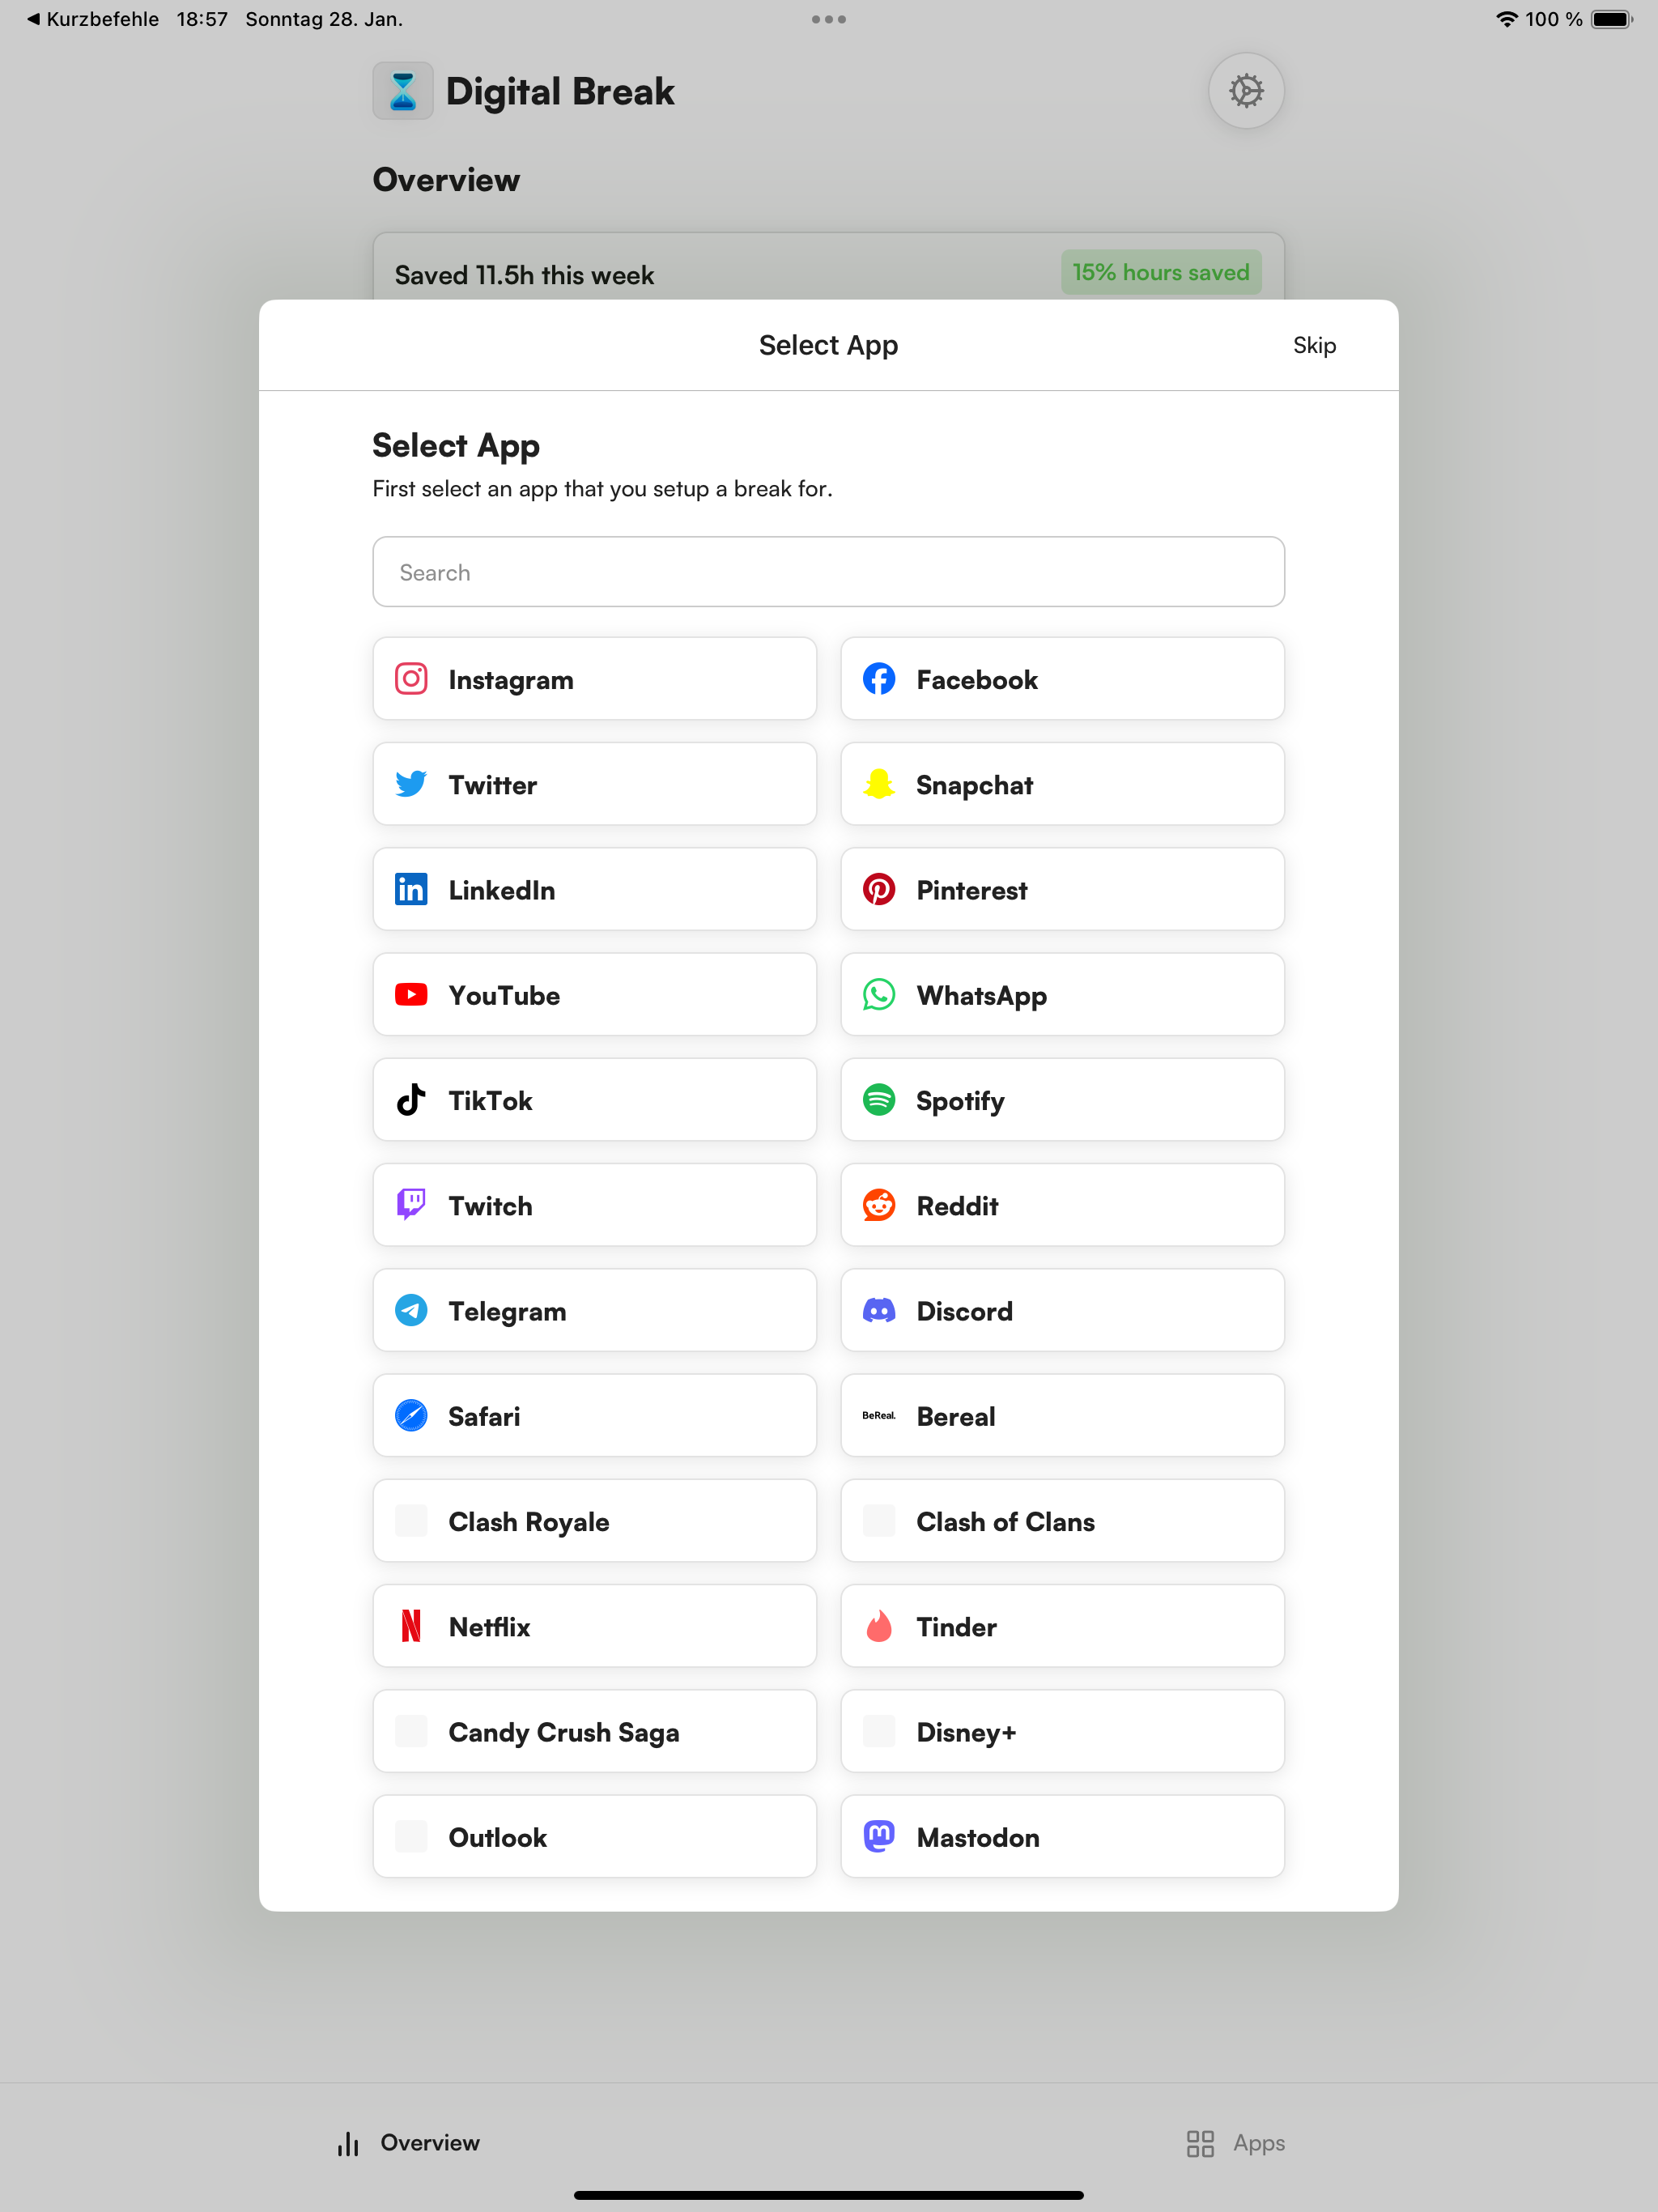 ◀ Kurzbefehle 18:57 Sonntag 28. Jan. 100 %
Digital Break
Overview
Saved 11.5h this week 15% hours saved
Select App Skip
Select App
First select an app that you setup a break for.
Search
Instagram Facebook
Twitter Snapchat
in LinkedIn Pinterest
YouTube WhatsApp
TikTok Spotify
Twitch Reddit
Telegram Discord
Safari BeReal. Bereal
Clash Royale Clash of Clans
Netflix Tinder
Candy Crush Saga Disney+
Outlook Mastodon
Overview Apps